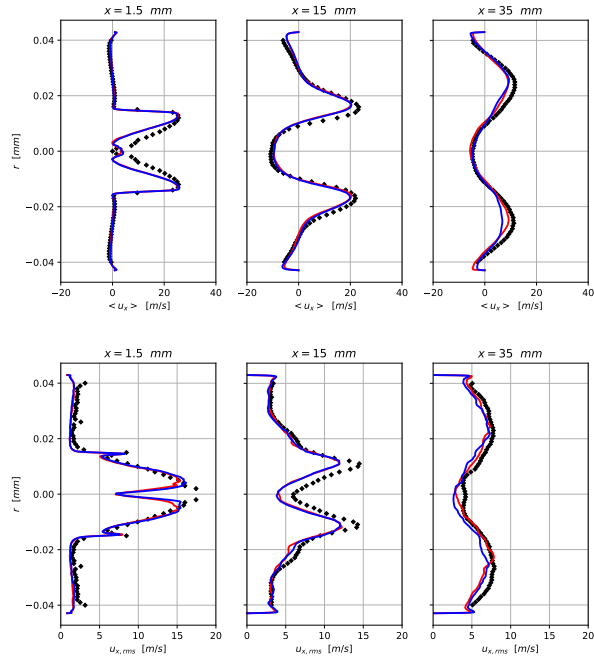 x = 1.5 mm
x = 15 mm
x = 35 mm
0.04
0.02
0.00
−0.02
−0.04
r [mm]
−20 0 20 40
−20 0 20 40
−20 0 20 40
< u_x > [m/s]
< u_x > [m/s]
< u_x > [m/s]
x = 1.5 mm
x = 15 mm
x = 35 mm
0.04
0.02
0.00
−0.02
−0.04
r [mm]
0 5 10 15 20
0 5 10 15 20
0 5 10 15 20
u_{x,rms} [m/s]
u_{x,rms} [m/s]
u_{x,rms} [m/s]